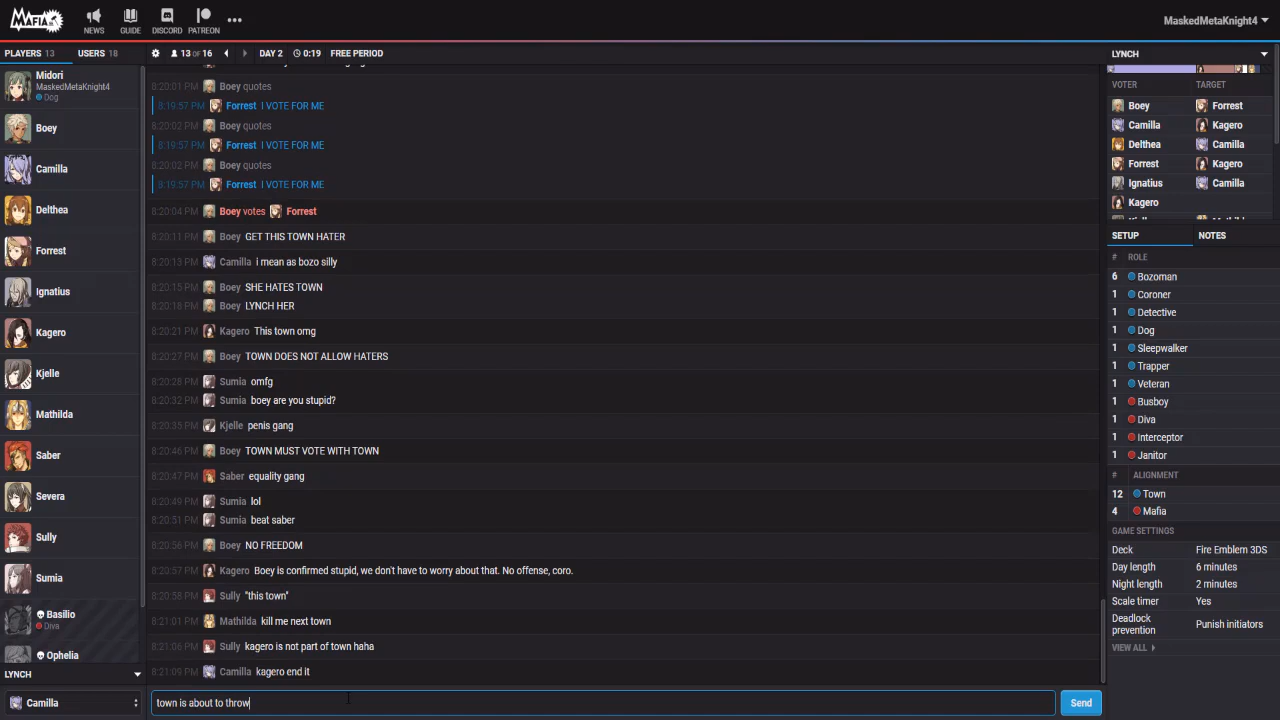 MAFIA.GG
NEWS
GUIDE
DISCORD
PATREON
MaskedMetaKnight4
PLAYERS 13
USERS 18
13 OF 16
DAY 2
0:19
FREE PERIOD
LYNCH
Midori
MaskedMetaKnight4
Dog
Boey
Camilla
Delthea
Forrest
Ignatius
Kagero
Kjelle
Mathilda
Saber
Severa
Sully
Sumia
Basilio
Diva
Ophelia
LYNCH
Camilla
8:20:01 PM Boey quotes
8:19:57 PM Forrest I VOTE FOR ME
8:20:02 PM Boey quotes
8:19:57 PM Forrest I VOTE FOR ME
8:20:02 PM Boey quotes
8:19:57 PM Forrest I VOTE FOR ME
8:20:04 PM Boey votes Forrest
8:20:11 PM Boey GET THIS TOWN HATER
8:20:13 PM Camilla i mean as bozo silly
8:20:15 PM Boey SHE HATES TOWN
8:20:18 PM Boey LYNCH HER
8:20:21 PM Kagero This town omg
8:20:27 PM Boey TOWN DOES NOT ALLOW HATERS
8:20:28 PM Sumia omfg
8:20:32 PM Sumia boey are you stupid?
8:20:35 PM Kjelle penis gang
8:20:46 PM Boey TOWN MUST VOTE WITH TOWN
8:20:47 PM Saber equality gang
8:20:49 PM Sumia lol
8:20:51 PM Sumia beat saber
8:20:56 PM Boey NO FREEDOM
8:20:57 PM Kagero Boey is confirmed stupid, we don't have to worry about that. No offense, coro.
8:20:58 PM Sully "this town"
8:21:01 PM Mathilda kill me next town
8:21:06 PM Sully kagero is not part of town haha
8:21:09 PM Camilla kagero end it
town is about to throw
Send
VOTER TARGET
Boey Forrest
Camilla Kagero
Delthea Camilla
Forrest Kagero
Ignatius Camilla
Kagero
SETUP NOTES
# ROLE
6 Bozoman
1 Coroner
1 Detective
1 Dog
1 Sleepwalker
1 Trapper
1 Veteran
1 Busboy
1 Diva
1 Interceptor
1 Janitor
# ALIGNMENT
12 Town
4 Mafia
GAME SETTINGS
Deck Fire Emblem 3DS
Day length 6 minutes
Night length 2 minutes
Scale timer Yes
Deadlock prevention Punish initiators
VIEW ALL